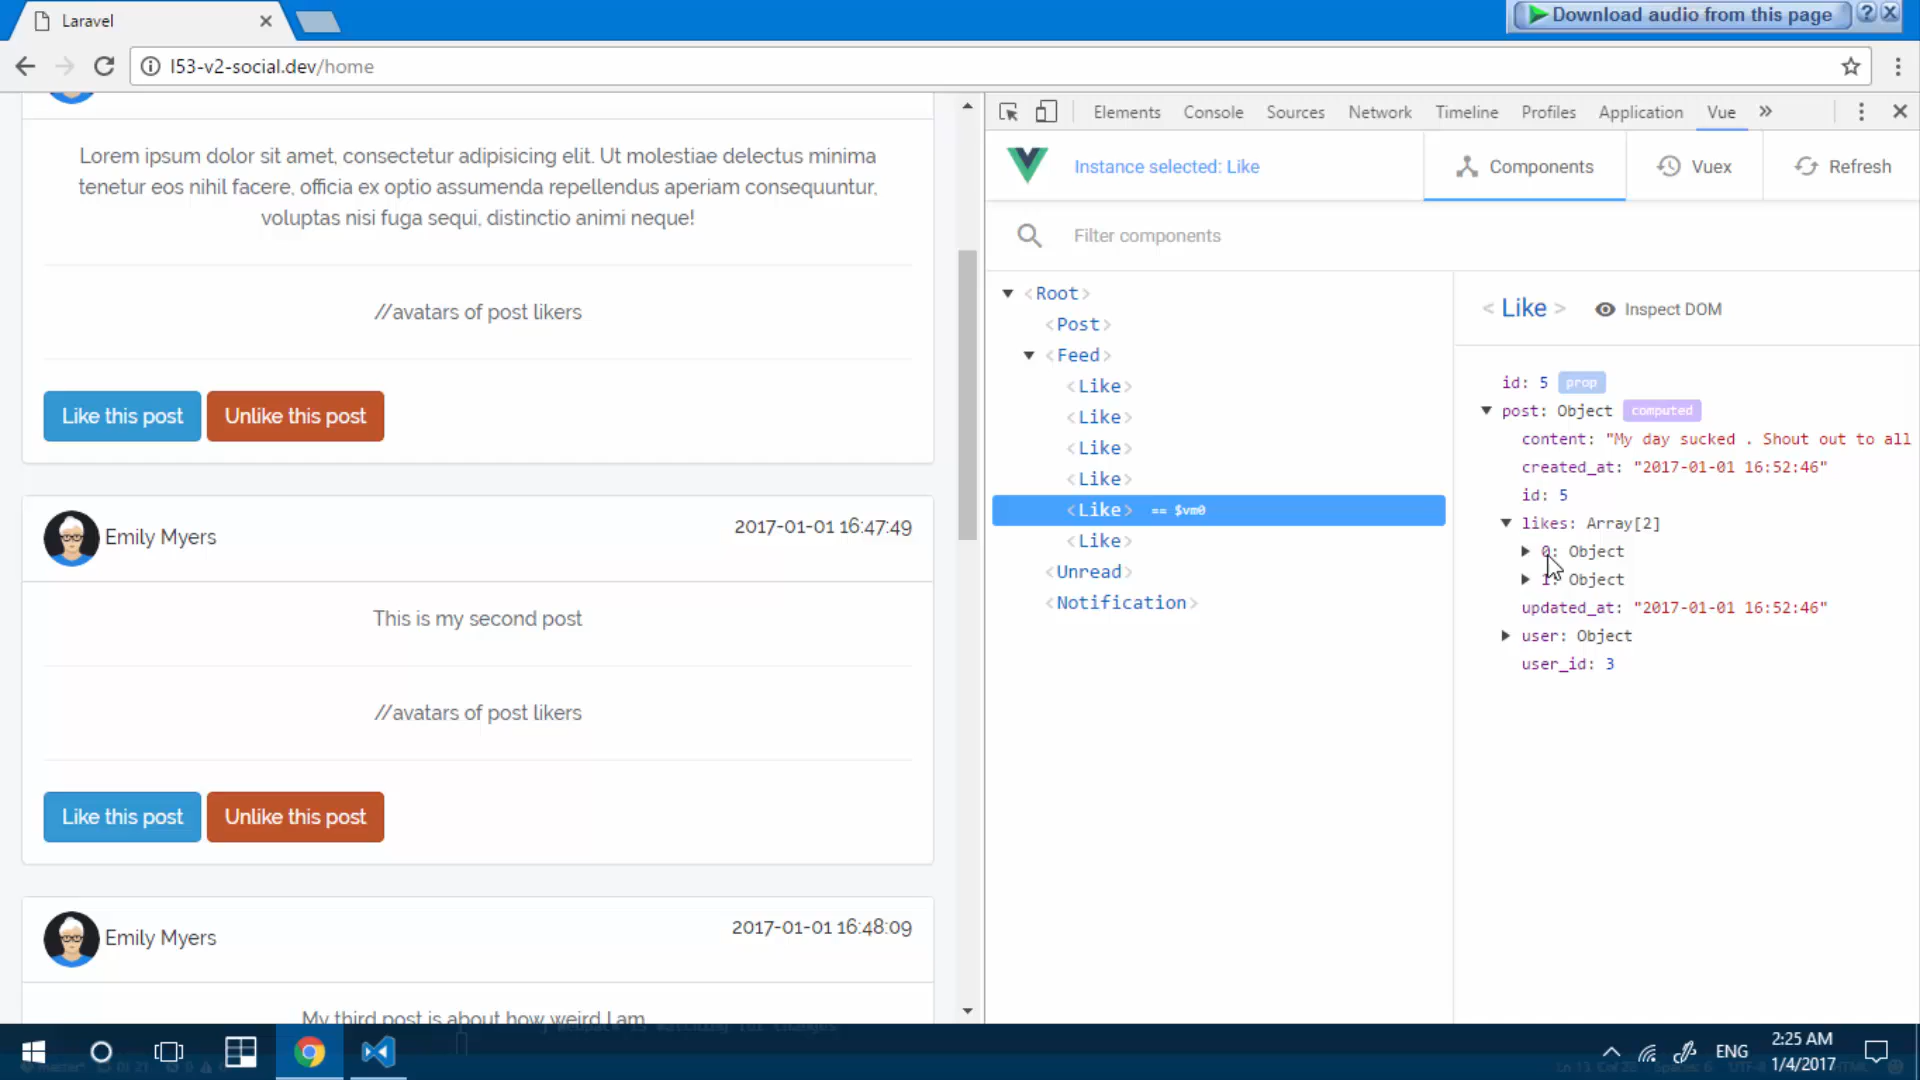 Laravel
Download audio from this page
l53-v2-social.dev/home
Elements Console Sources Network Timeline Profiles Application Vue
Instance selected: Like
Components
Vuex
Refresh
Filter components
Lorem ipsum dolor sit amet, consectetur adipisicing elit. Ut molestiae delectus minima
tenetur eos nihil facere, officia ex optio assumenda repellendus aperiam consequuntur,
voluptas nisi fuga sequi, distinctio animi neque!
//avatars of post likers
Like this post
Unlike this post
Emily Myers
2017-01-01 16:47:49
This is my second post
//avatars of post likers
Like this post
Unlike this post
Emily Myers
2017-01-01 16:48:09
My third post is about how weird I am
<Root>
<Post>
<Feed>
<Like>
<Like>
<Like>
<Like>
<Like> == $vm0
<Like>
<Unread>
<Notification>
< Like >
Inspect DOM
id: 5 prop
post: Object computed
content: "My day sucked . Shout out to all
created_at: "2017-01-01 16:52:46"
id: 5
likes: Array[2]
0: Object
1: Object
updated_at: "2017-01-01 16:52:46"
user: Object
user_id: 3
ENG
2:25 AM
1/4/2017